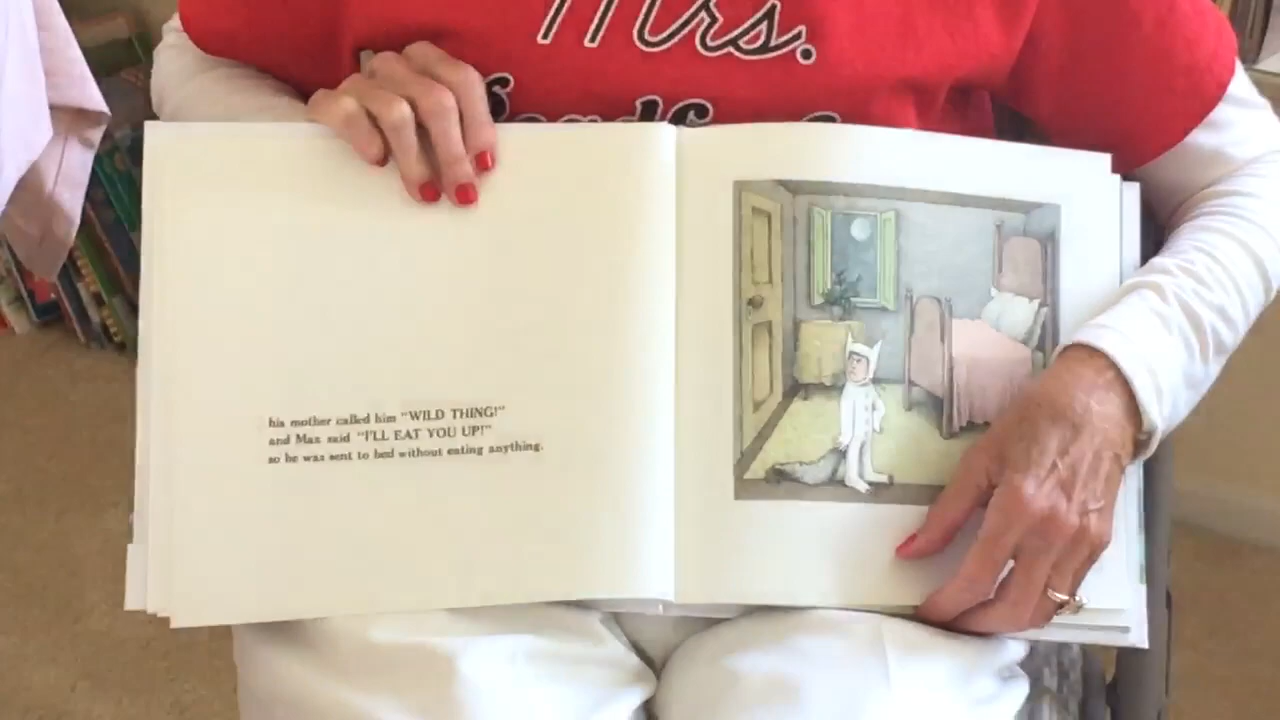 Mrs.
his mother called him "WILD THING!"
and Max said "I'LL EAT YOU UP!"
so he was sent to bed without eating anything.